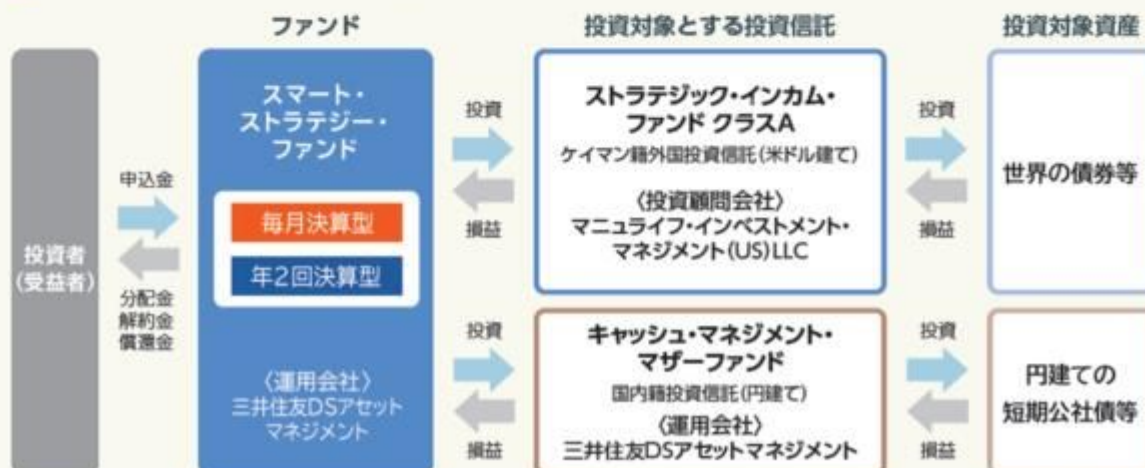 ファンド
投資対象とする投資信託
投資対象資産
投資者
(受益者)
申込金
分配金
解約金
償還金
スマート・
ストラテジー・
ファンド
毎月決算型
年2回決算型
〈運用会社〉
三井住友DSアセット
マネジメント
投資
損益
ストラテジック・インカム・
ファンド クラスA
ケイマン籍外国投資信託(米ドル建て)
〈投資顧問会社〉
マニュライフ・インベストメント・
マネジメント(US)LLC
投資
損益
世界の債券等
投資
損益
キャッシュ・マネジメント・
マザーファンド
国内籍投資信託(円建て)
〈運用会社〉
三井住友DSアセットマネジメント
投資
損益
円建ての
短期公社債等